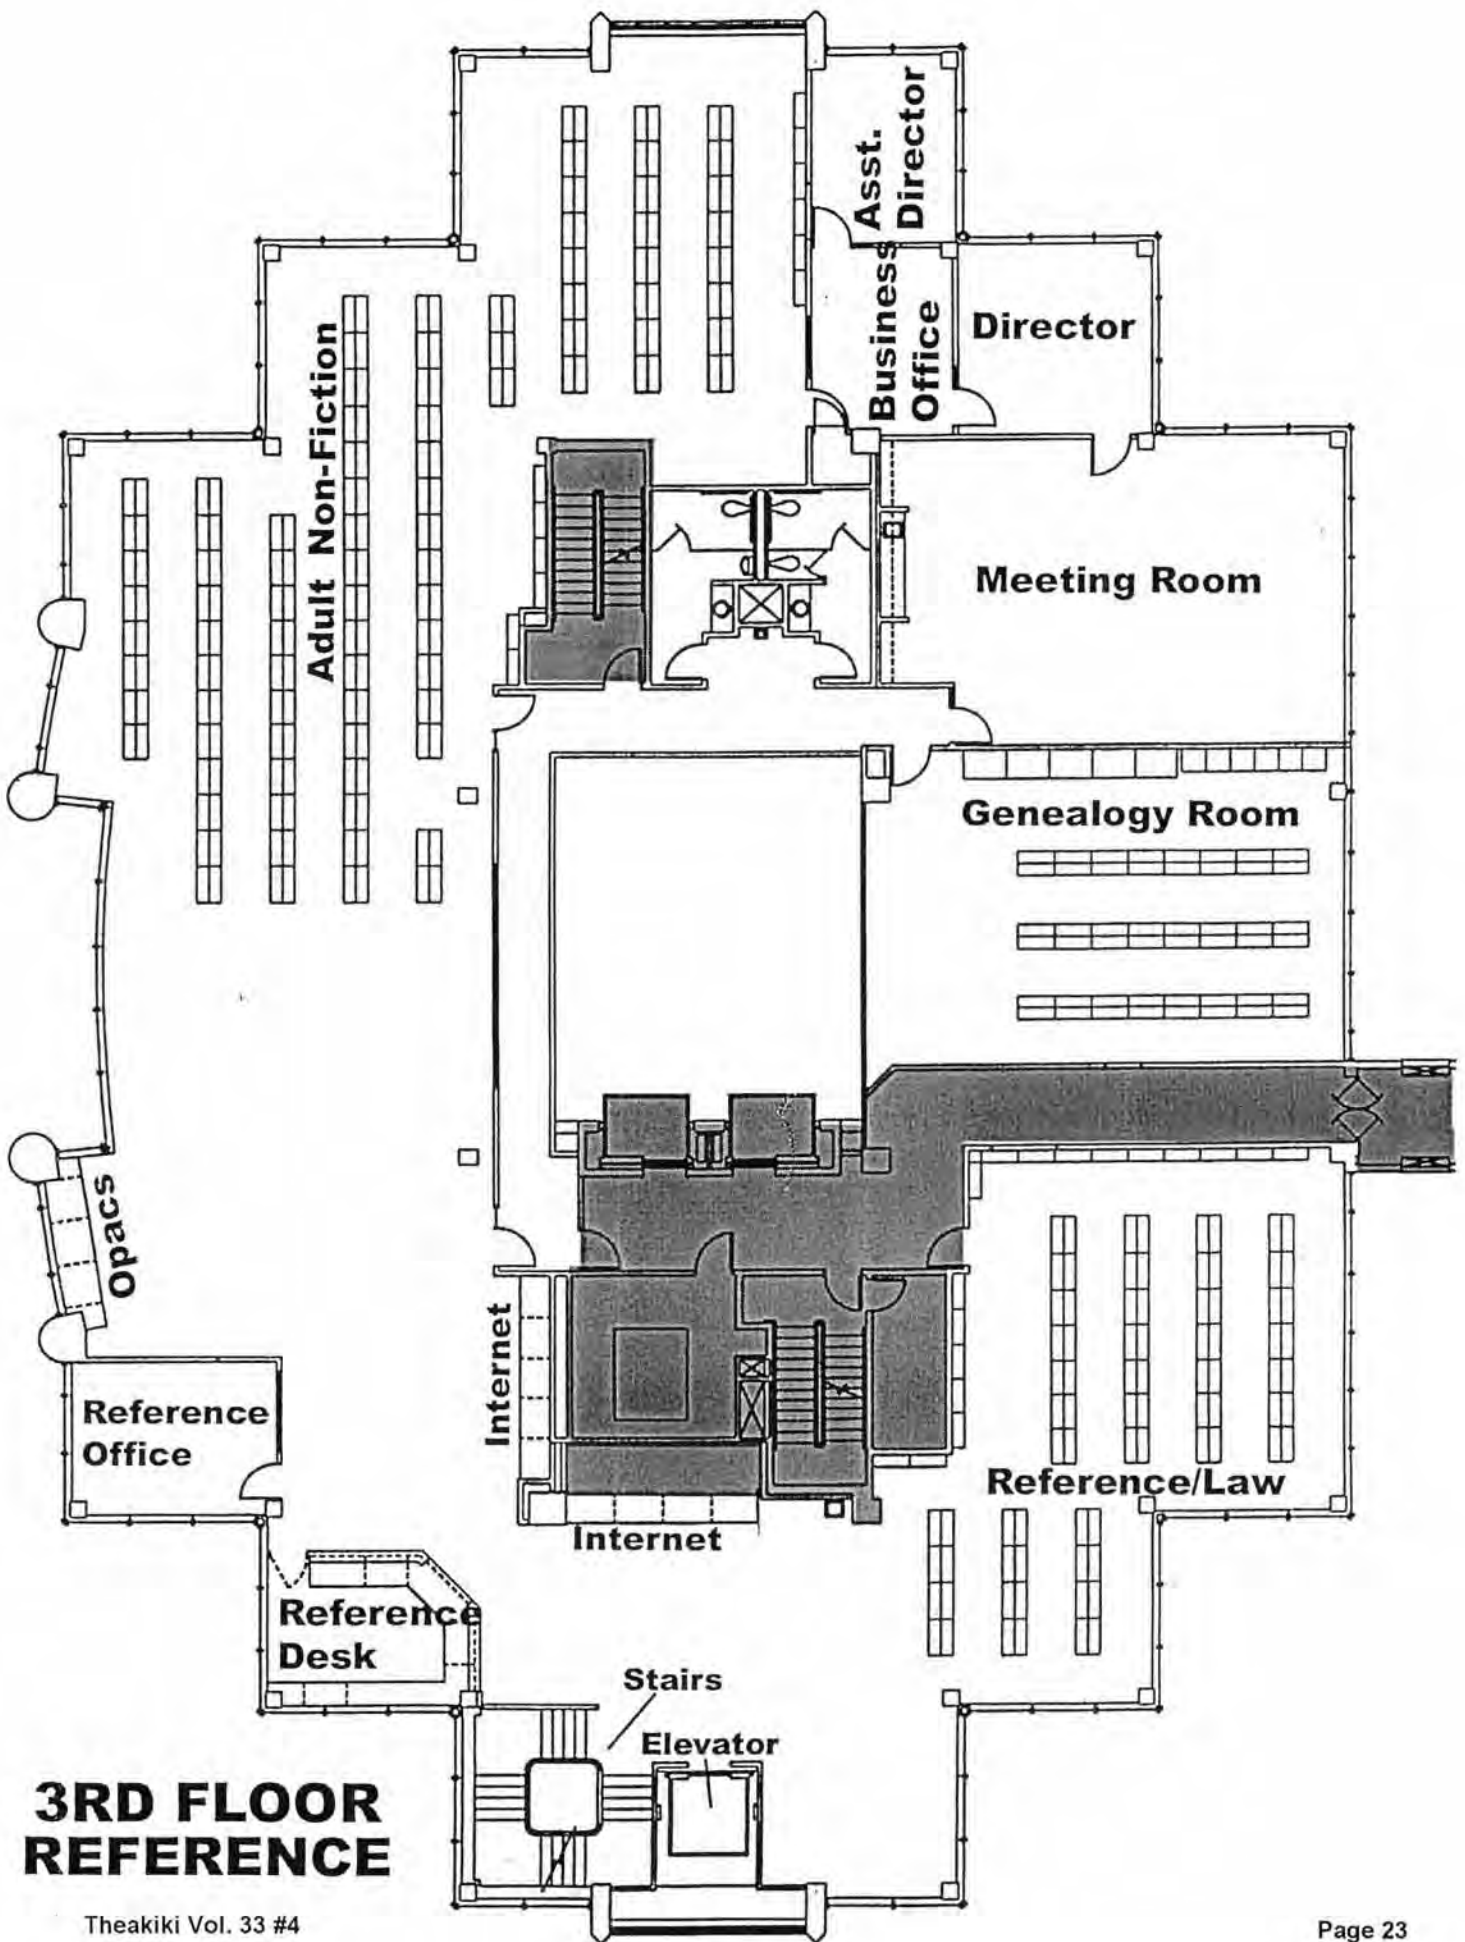 Asst.
Director
Business
Office
Director
Adult Non-Fiction
Meeting Room
Genealogy Room
Opacs
Internet
Reference
Office
Reference/Law
Internet
Reference
Desk
Stairs
Elevator
3RD FLOOR
REFERENCE
Theakiki Vol. 33 #4
Page 23